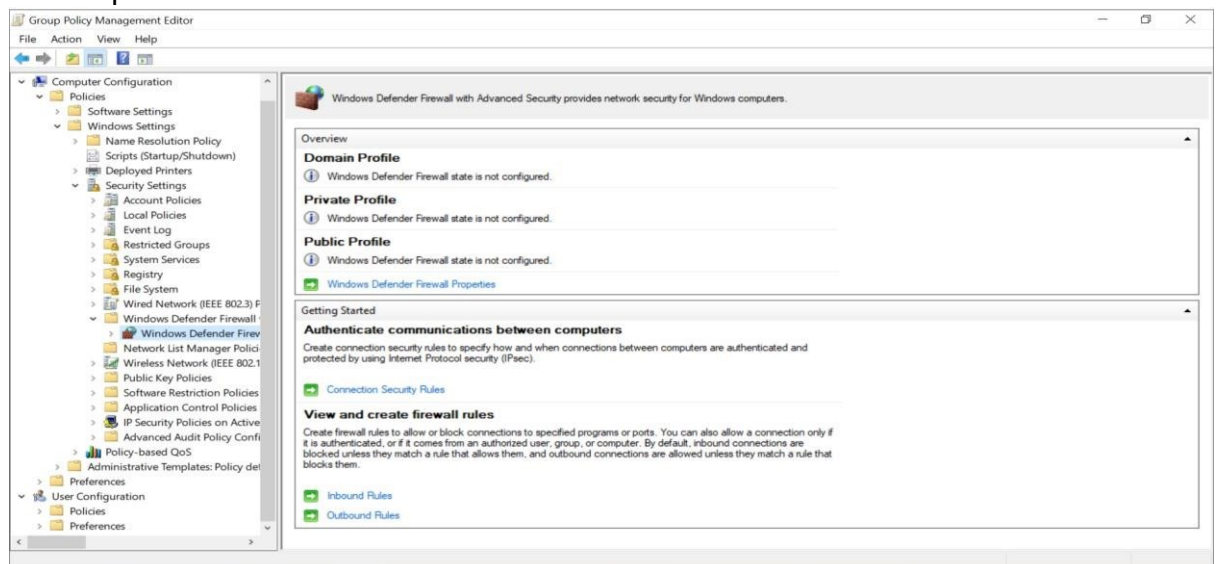 Group Policy Management Editor
File Action View Help
Computer Configuration
Policies
Software Settings
Windows Settings
Name Resolution Policy
Scripts (Startup/Shutdown)
Deployed Printers
Security Settings
Account Policies
Local Policies
Event Log
Restricted Groups
System Services
Registry
File System
Wired Network (IEEE 802.3) P
Windows Defender Firewall
Windows Defender Firew
Network List Manager Polici
Wireless Network (IEEE 802.1
Public Key Policies
Software Restriction Policies
Application Control Policies
IP Security Policies on Active
Advanced Audit Policy Confi
Policy-based QoS
Administrative Templates: Policy def
Preferences
User Configuration
Policies
Preferences
Windows Defender Firewall with Advanced Security provides network security for Windows computers.
Overview
Domain Profile
Windows Defender Firewall state is not configured.
Private Profile
Windows Defender Firewall state is not configured.
Public Profile
Windows Defender Firewall state is not configured.
Windows Defender Firewall Properties
Getting Started
Authenticate communications between computers
Create connection security rules to specify how and when connections between computers are authenticated and
protected by using Internet Protocol security (IPsec).
Connection Security Rules
View and create firewall rules
Create firewall rules to allow or block connections to specified programs or ports. You can also allow a connection only if
it is authenticated, or if it comes from an authorized user, group, or computer. By default, inbound connections are
blocked unless they match a rule that allows them, and outbound connections are allowed unless they match a rule that
blocks them.
Inbound Rules
Outbound Rules